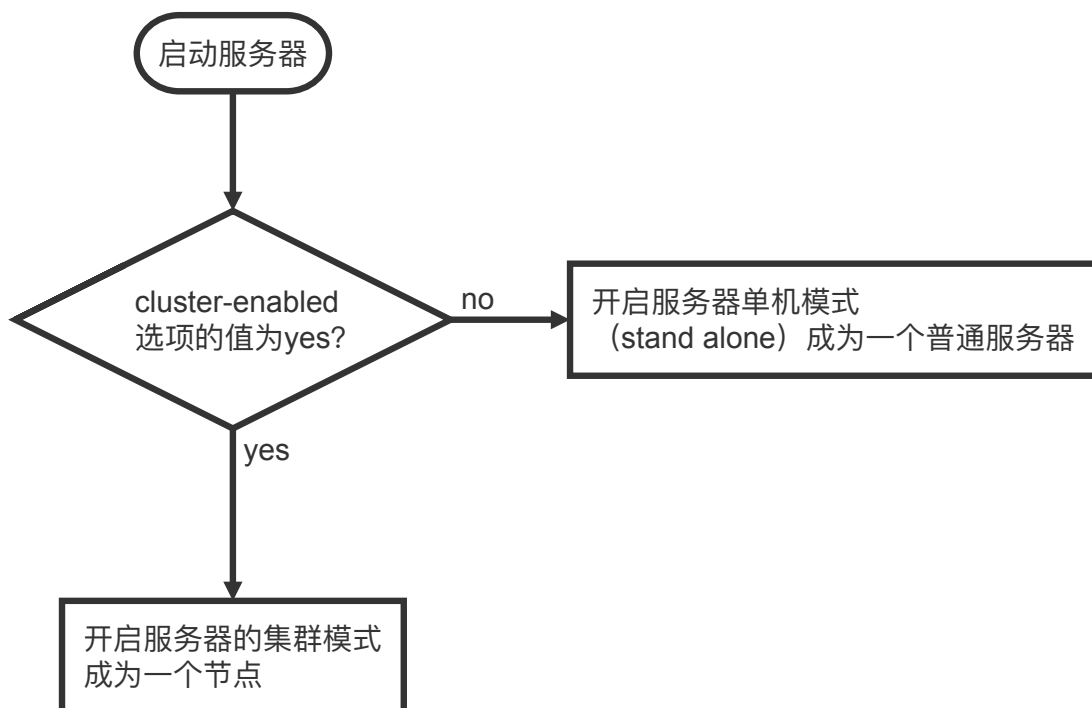 启动服务器
cluster-enabled
选项的值为yes?
no
开启服务器单机模式
（stand alone）成为一个普通服务器
yes
开启服务器的集群模式
成为一个节点